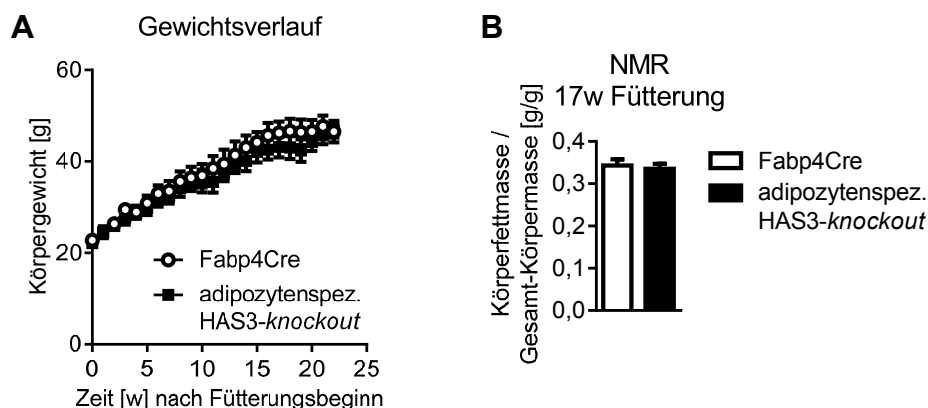 A
Gewichtsverlauf
Körpergewicht [g]
60
40
20
0
Fabp4Cre
adipozytenspez.
HAS3-knockout
0 5 10 15 20 25
Zeit [w] nach Fütterungsbeginn
B
NMR
17w Fütterung
Körperfettmasse /
Gesamt-Körpermasse [g/g]
0,4
0,3
0,2
0,1
0,0
Fabp4Cre
adipozytenspez.
HAS3-knockout